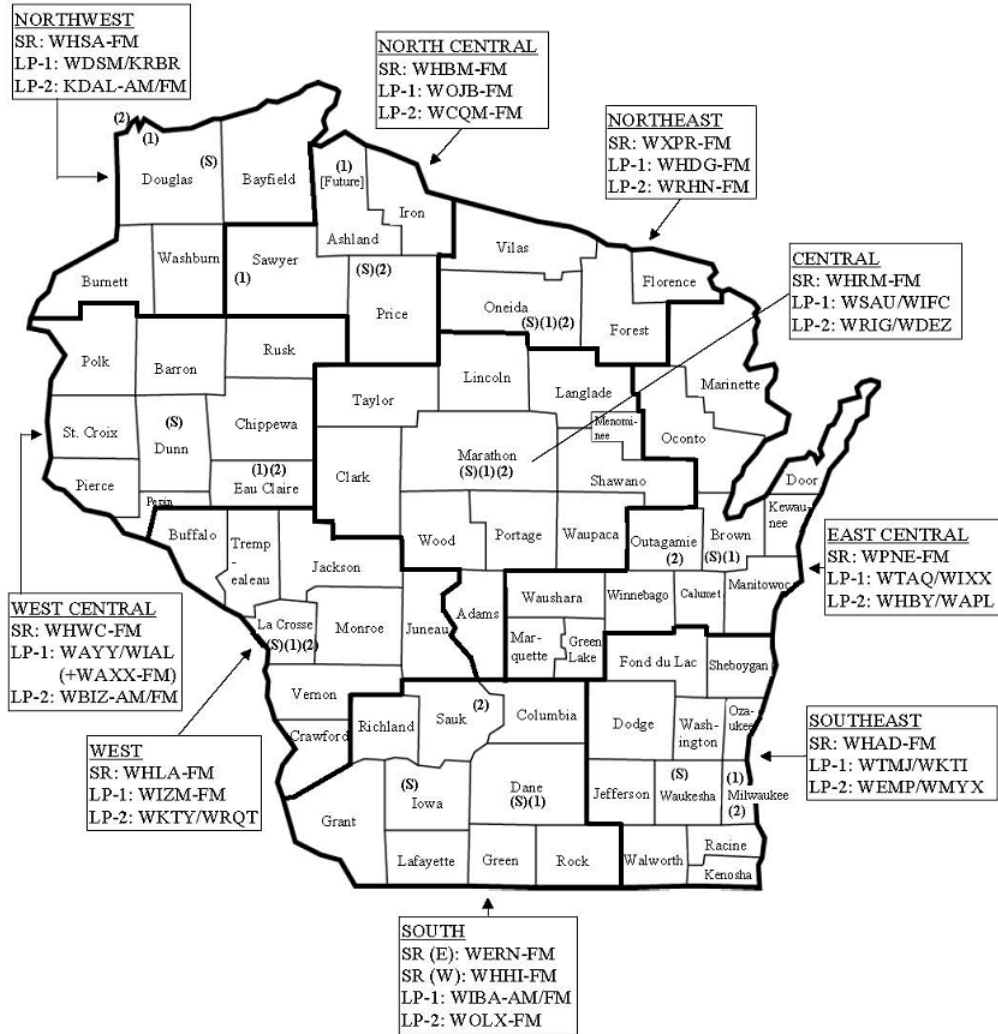 NORTHWEST
SR: WHSA-FM
LP-1: WDSM/KRBR
LP-2: KDAL-AM/FM
NORTH CENTRAL
SR: WHBM-FM
LP-1: WOJB-FM
LP-2: WCQM-FM
NORTHEAST
SR: WXPR-FM
LP-1: WHDG-FM
LP-2: WRHN-FM
CENTRAL
SR: WHRM-FM
LP-1: WSAU/WIFC
LP-2: WRIG/WDEZ
(2)
(1)
(S)
Douglas
Bayfield
(1)
[Future]
Iron
Ashland
Burnett
Washburn
Sawyer
(1)
(S)(2)
Price
Vilas
Oneida
(S)(1)(2)
Florence
Forest
Polk
Barron
Rusk
Lincoln
Langlade
Marinette
Taylor
St. Croix
(S)
Dunn
Chippewa
Menomi-
nee
Oconto
Marathon
(S)(1)(2)
Clark
Shawano
Pierce
(1)(2)
Eau Claire
Pepin
Door
Kewau-
nee
Buffalo
Tremp
-
ealeau
Jackson
Wood
Portage
Waupaca
Outagamie
(2)
Brown
(S)(1)
EAST CENTRAL
SR: WPNE-FM
LP-1: WTAQ/WIXX
LP-2: WHBY/WAPL
WEST CENTRAL
SR: WHWC-FM
LP-1: WAYY/WIAL
(+WAXX-FM)
LP-2: WBIZ-AM/FM
La Crosse
(S)(1)(2)
Monroe
Juneau
Adams
Waushara
Winnebago
Calumet
Manitowoc
Mar-
quette
Green
Lake
Fond du Lac
Sheboygan
Vernon
Crawford
Richland
Sauk
(2)
Columbia
Dodge
Wash-
ington
Oza-
ukee
SOUTHEAST
SR: WHAD-FM
LP-1: WTMJ/WKTI
LP-2: WEMP/WMYX
WEST
SR: WHLA-FM
LP-1: WIZM-FM
LP-2: WKTY/WRQT
(S)
Iowa
Dane
(S)(1)
Jefferson
(S)
Waukesha
(1)
Milwaukee
(2)
Grant
Lafayette
Green
Rock
Walworth
Racine
Kenosha
SOUTH
SR (E): WERN-FM
SR (W): WHHI-FM
LP-1: WIBA-AM/FM
LP-2: WOLX-FM